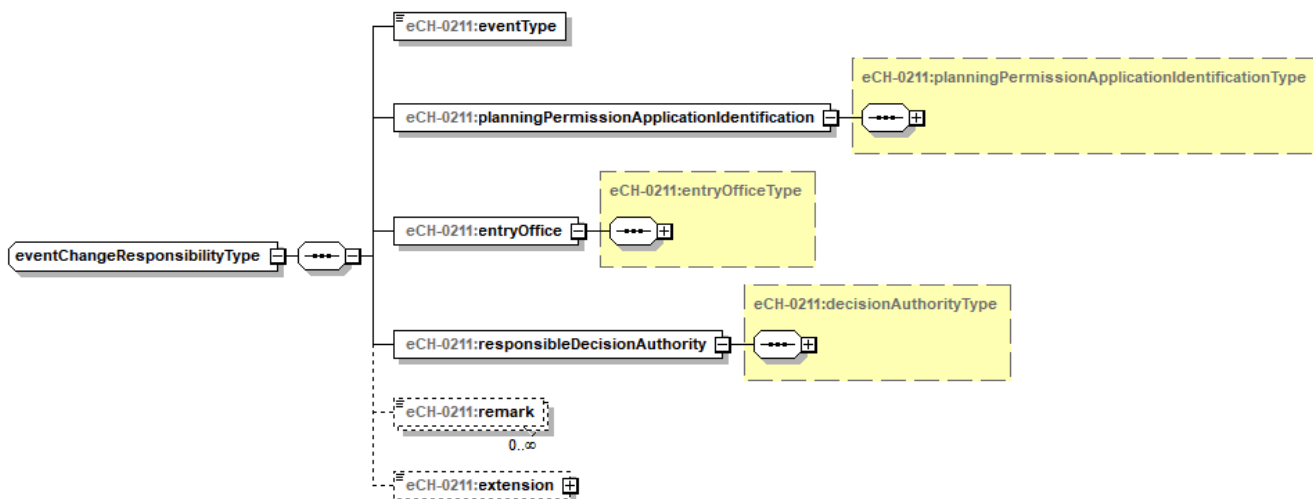 eCH-0211:eventType
eCH-0211:planningPermissionApplicationIdentificationType
eCH-0211:planningPermissionApplicationIdentification
eCH-0211:entryOfficeType
eCH-0211:entryOffice
eventChangeResponsibilityType
eCH-0211:decisionAuthorityType
eCH-0211:responsibleDecisionAuthority
eCH-0211:remark
0..∞
eCH-0211:extension